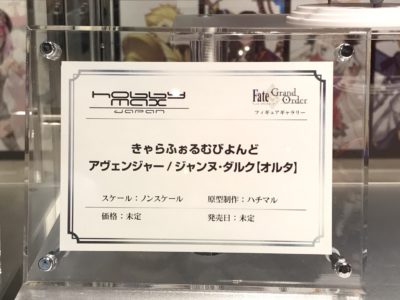 hobby max JAPAN
Fate Grand Order
フィギュアギャラリー
きゃらふぉるむびよんど
アヴェンジャー/ジャンヌ・ダルク【オルタ】
スケール：ノンスケール 原型制作：ハチマル
価格：未定 発売日：未定